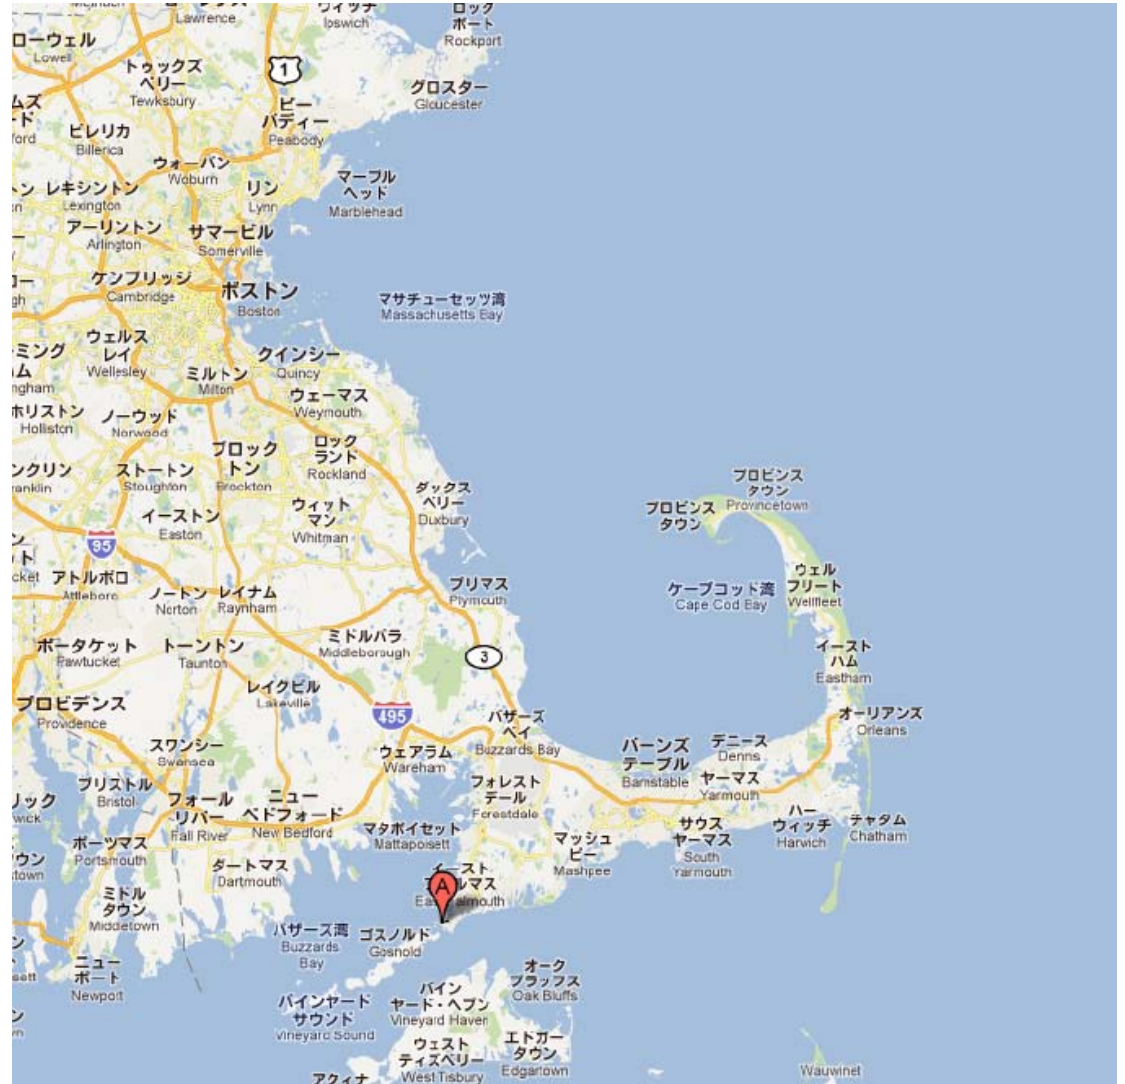 Lawrence
ウィッチ
Ipswich
ロック
ポート
Rockport
ローウェル
Lowell
トゥックス
ベリー
Tewksbury
1
グロスター
Gloucester
ピー
バディー
Peabody
ビレリカ
Billerica
ウォーバン
Woburn
マーブル
ヘッド
Marblehead
レキシントン
Lexington
リン
Lynn
アーリントン
Arlington
サマービル
Somerville
ケンブリッジ
Cambridge
ボストン
Boston
マサチューセッツ湾
Massachusetts Bay
ウェルス
レイ
Wellesley
クインシー
Quincy
ミルトン
Milton
ウェーマス
Weymouth
ホリストン
Holliston
ノーウッド
Norwood
ブロック
トン
Brockton
ロック
ランド
Rockland
ストートン
Stoughton
ダックス
ベリー
Duxbury
プロビンス
タウン
Provincetown
プロビンス
タウン
イーストン
Easton
ウィット
マン
Whitman
95
アトルボロ
Attleboro
ノートン
Norton
レイナム
Raynham
プリマス
Plymouth
ケープコッド湾
Cape Cod Bay
ウェル
フリート
Wellfleet
ポータケット
Pawtucket
トーントン
Taunton
ミドルバラ
Middleborough
3
イースト
ハム
Eastham
プロビデンス
Providence
レイクビル
Lakeville
495
バザーズ
ベイ
Buzzards Bay
オーリアンズ
Orleans
スワンシー
Swansea
ウェアラム
Wareham
バーンズ
テーブル
Barnstable
デニース
Dennis
ブリストル
Bristol
フォール
リバー
Fall River
ニュー
ベドフォード
New Bedford
フォレスト
デール
Forestdale
ヤーマス
Yarmouth
ポーツマス
Portsmouth
マタポイセット
Mattapoisett
マッシュ
ピー
Mashpee
サウス
ヤーマス
South
Yarmouth
ハー
ウィッチ
Harwich
チャタム
Chatham
ダートマス
Dartmouth
イースト
A
ミドル
タウン
Middletown
バザーズ湾
Buzzards
Bay
ゴスノルド
Gosnold
ニュー
ポート
Newport
オーク
ブラッフス
Oak Bluffs
バインヤード
サウンド
Vineyard Sound
バイン
ヤード・ヘブン
Vineyard Haven
ウェスト
ティズベリー
West Tisbury
エドガー
タウン
Edgartown
アクィナ
Wauwinet